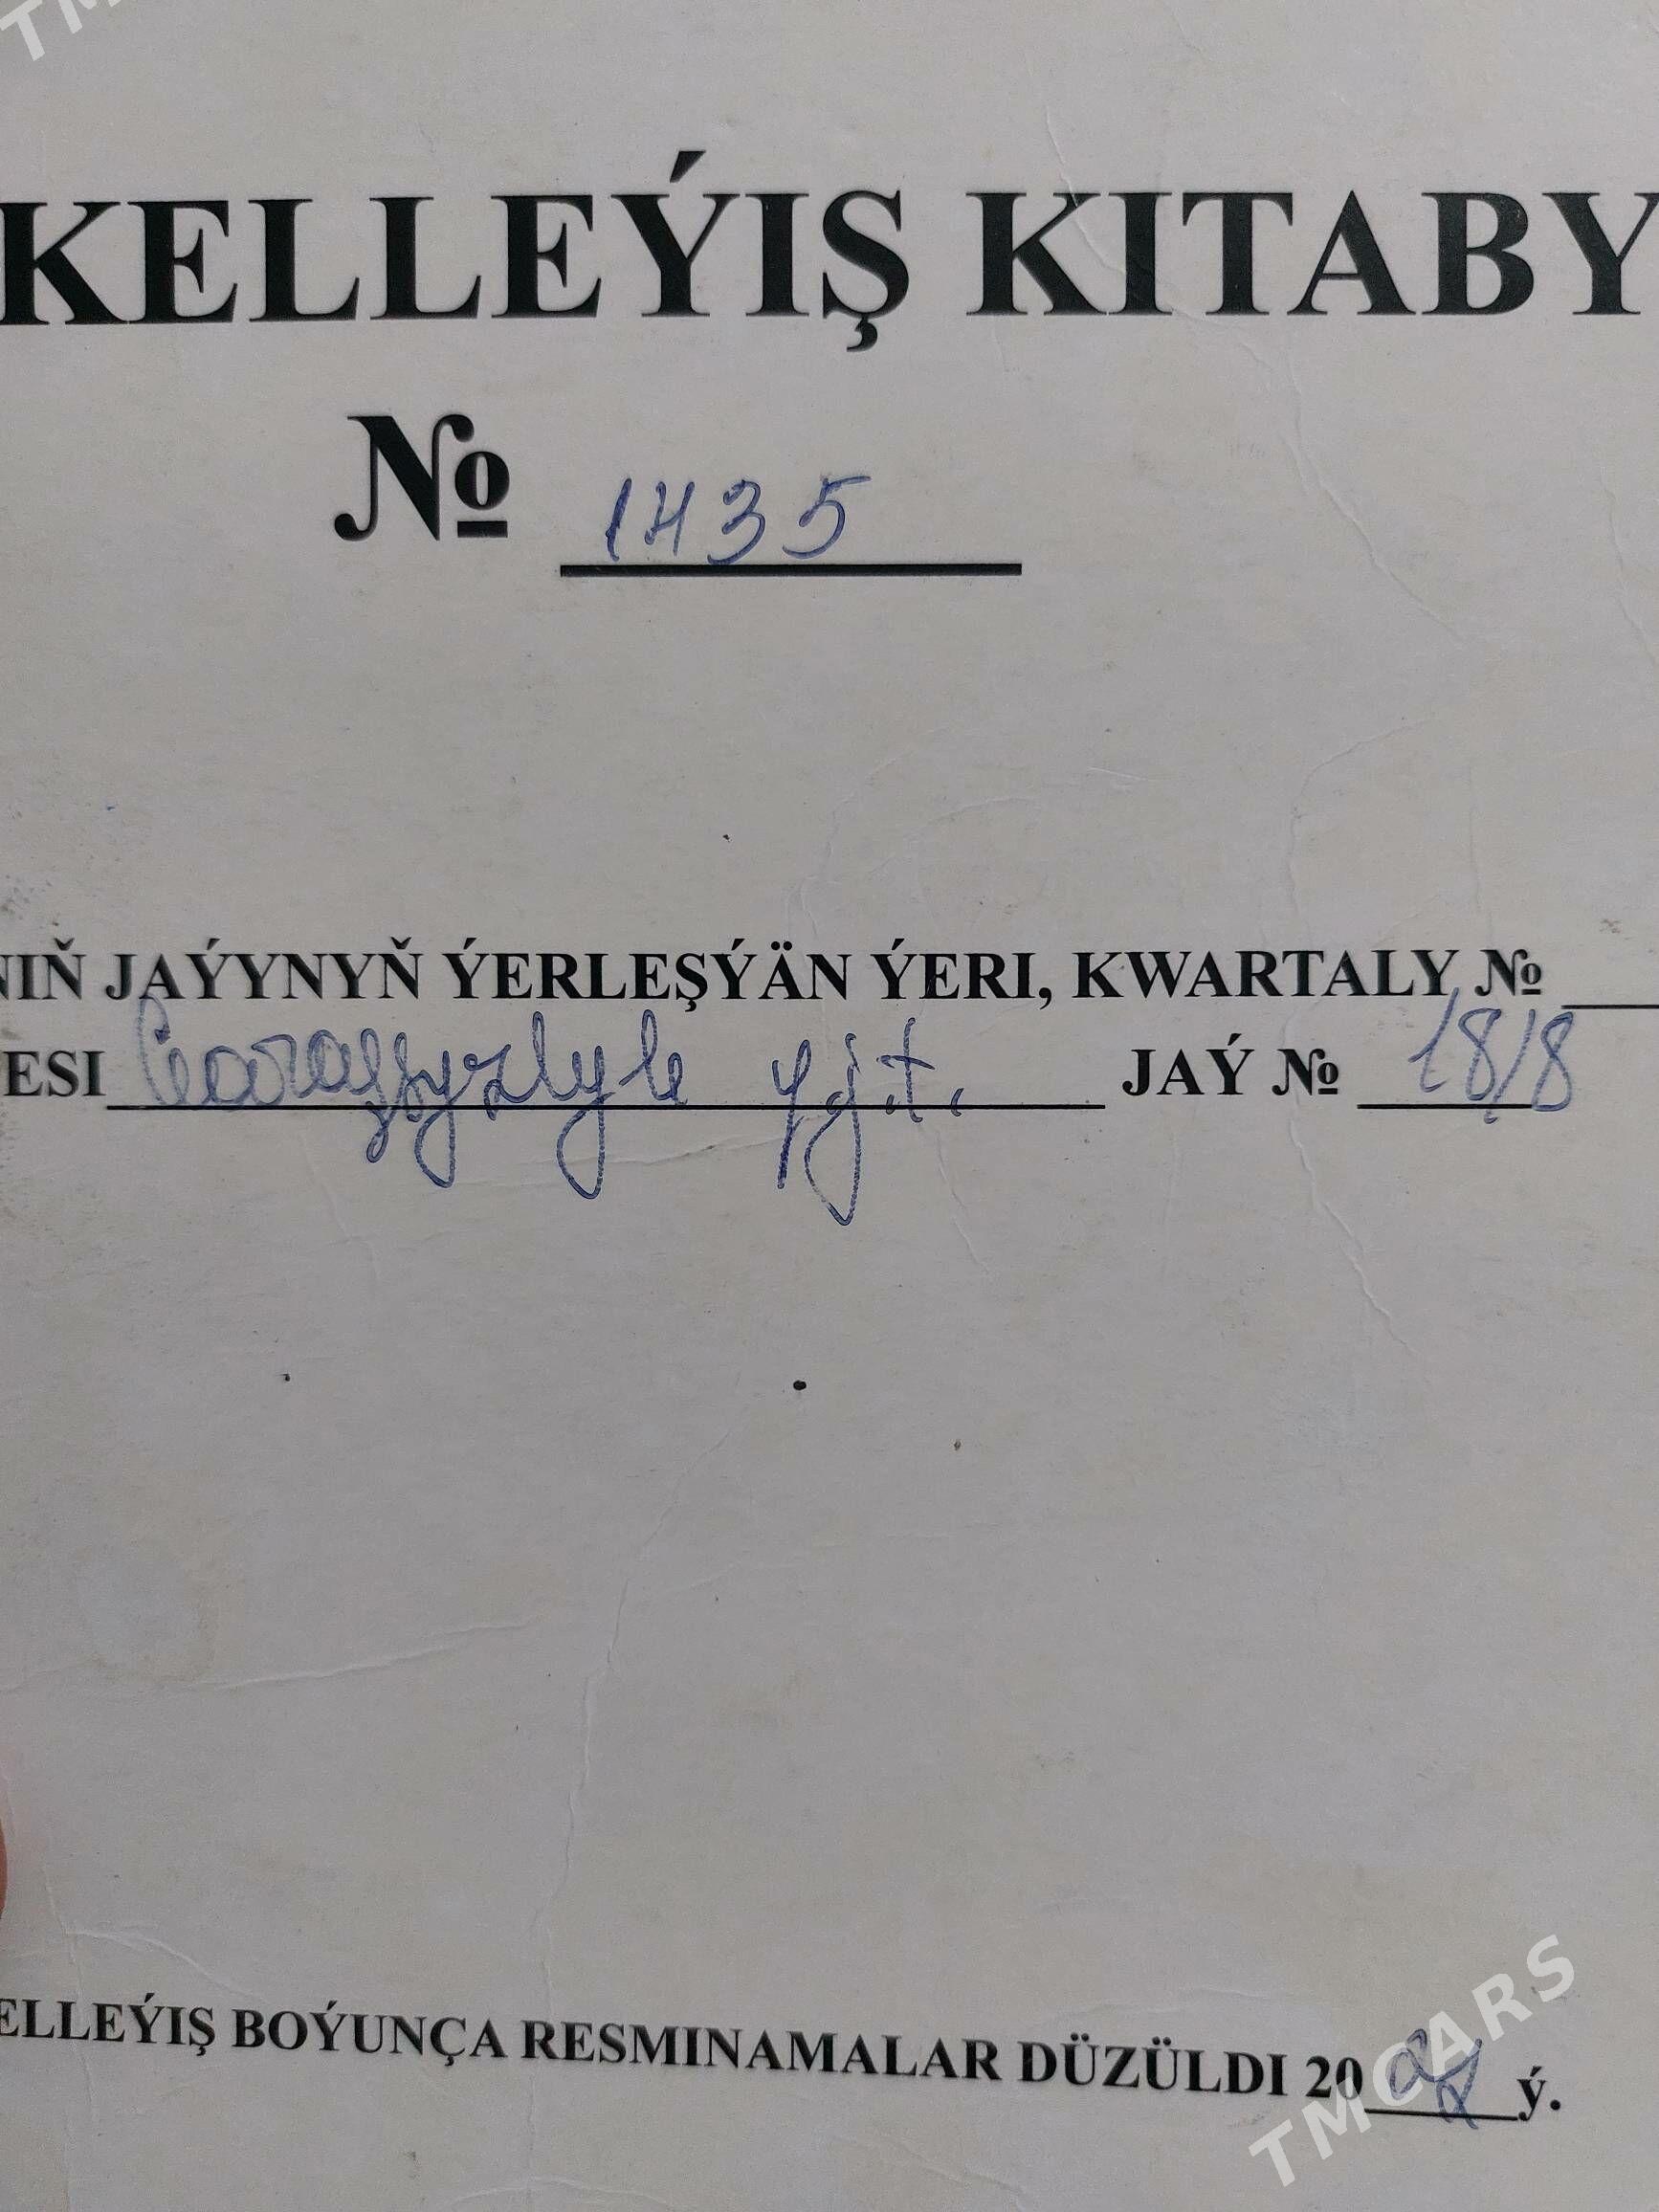 KELLEÝIŞ KITABY
№ 1435
NIŇ JAÝYNYŇ ÝERLEŞÝÄN ÝERI, KWARTALY №
ESI ýj.t. JAÝ № 18/8
ELLEÝIŞ BOÝUNÇA RESMINAMALAR DÜZÜLDI 20 ý.
TMCARS